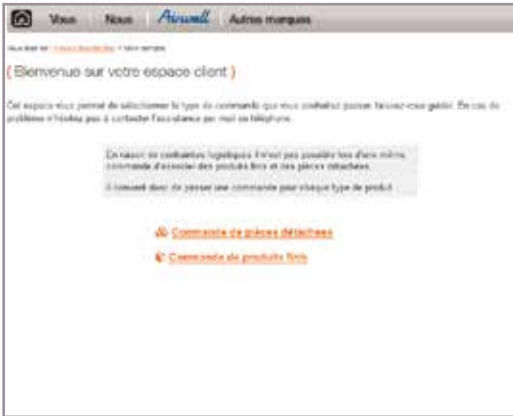 Vous Nous Airwell Autres marques
( Bienvenue sur votre espace client )
Cet espace vous permet de sélectionner le type de commande que vous souhaitez passer, laissez-vous guider. En cas de
problème n'hésitez pas à contacter l'assistance par mail ou téléphone.
En raison de contraintes logistiques il n'est pas possible lors d'une même
commande d'associer des produits finis et des pièces détachées.
Il convient donc de passer une commande pour chaque type de produit.
Commande de pièces détachées
Commande de produits finis